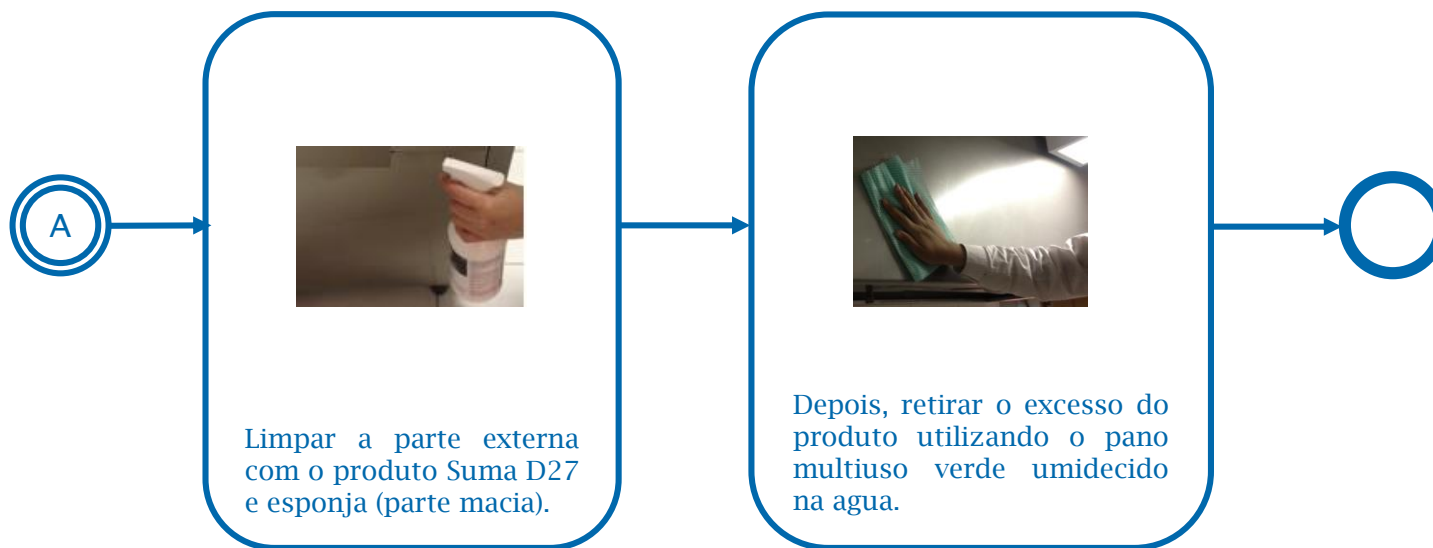 A
Limpar a parte externa
com o produto Suma D27
e esponja (parte macia).
Depois, retirar o excesso do
produto utilizando o pano
multiuso verde umidecido
na agua.